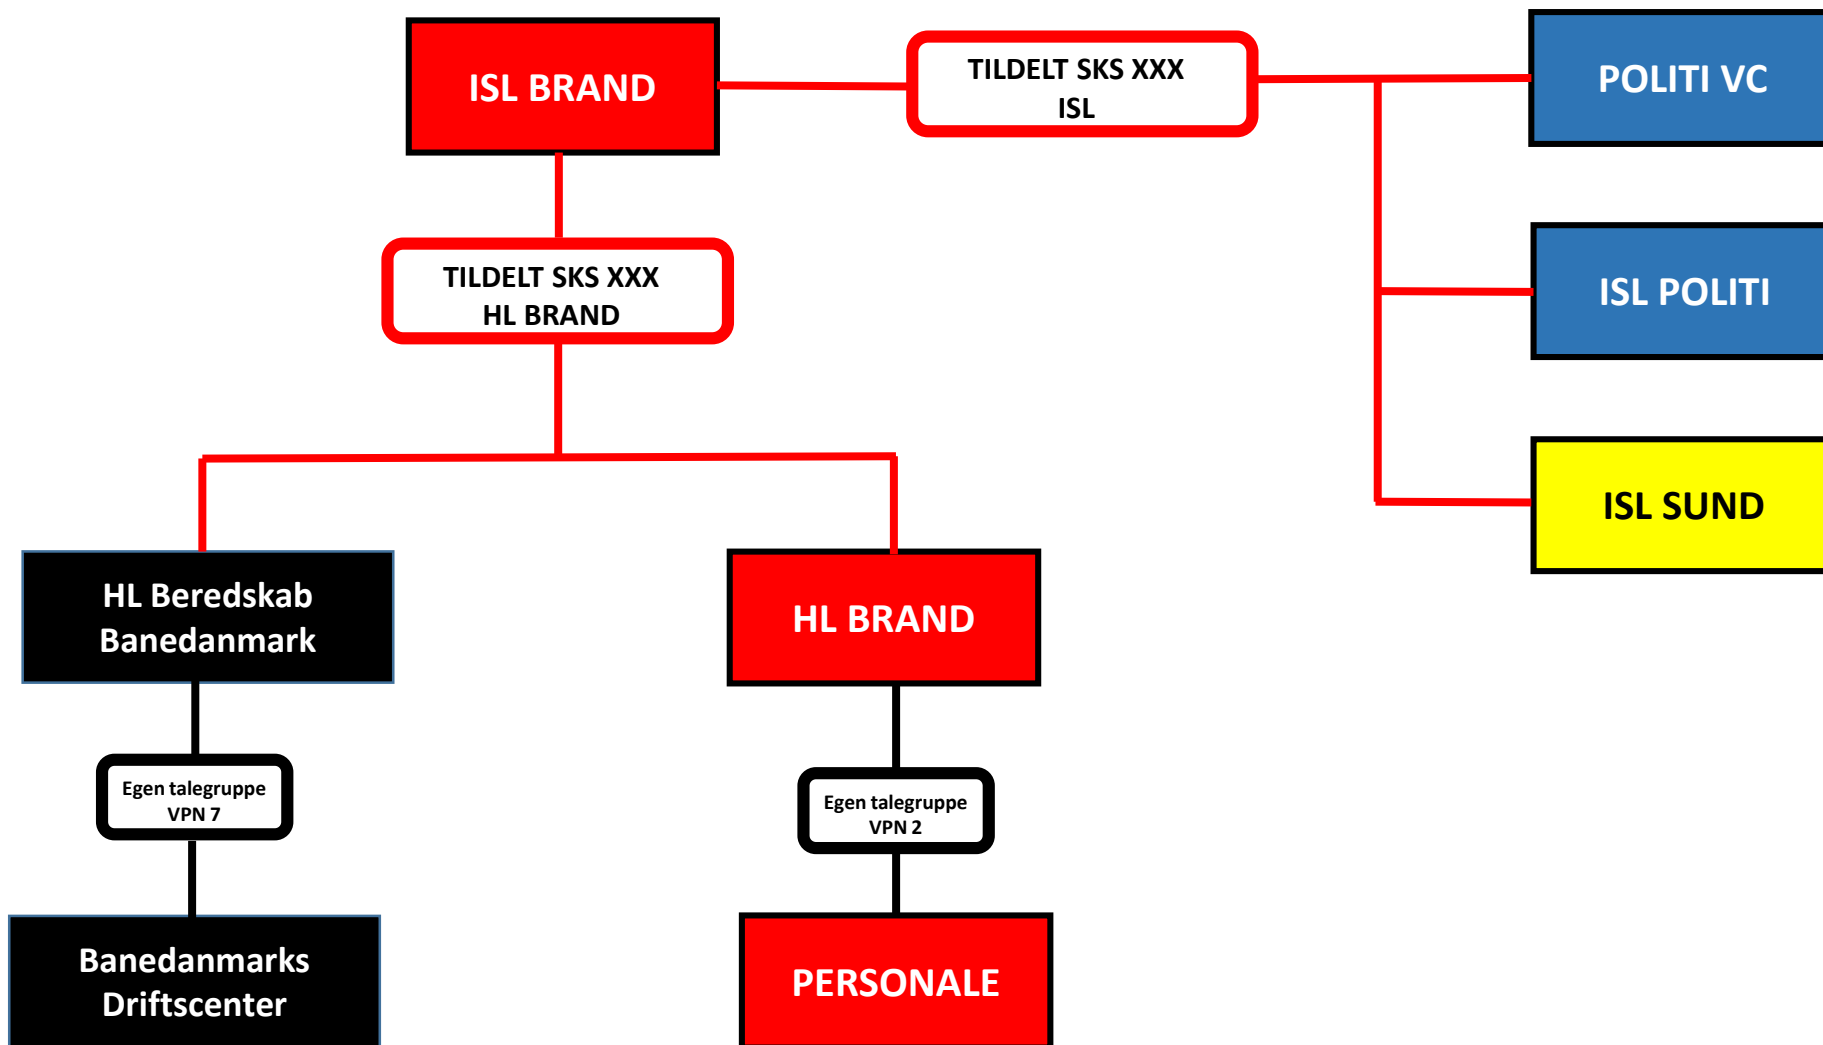 ISL BRAND
TILDELT SKS XXX
ISL
POLITI VC
TILDELT SKS XXX
HL BRAND
ISL POLITI
ISL SUND
HL Beredskab
Banedanmark
HL BRAND
Egen talegruppe
VPN 7
Egen talegruppe
VPN 2
Banedanmarks
Driftscenter
PERSONALE